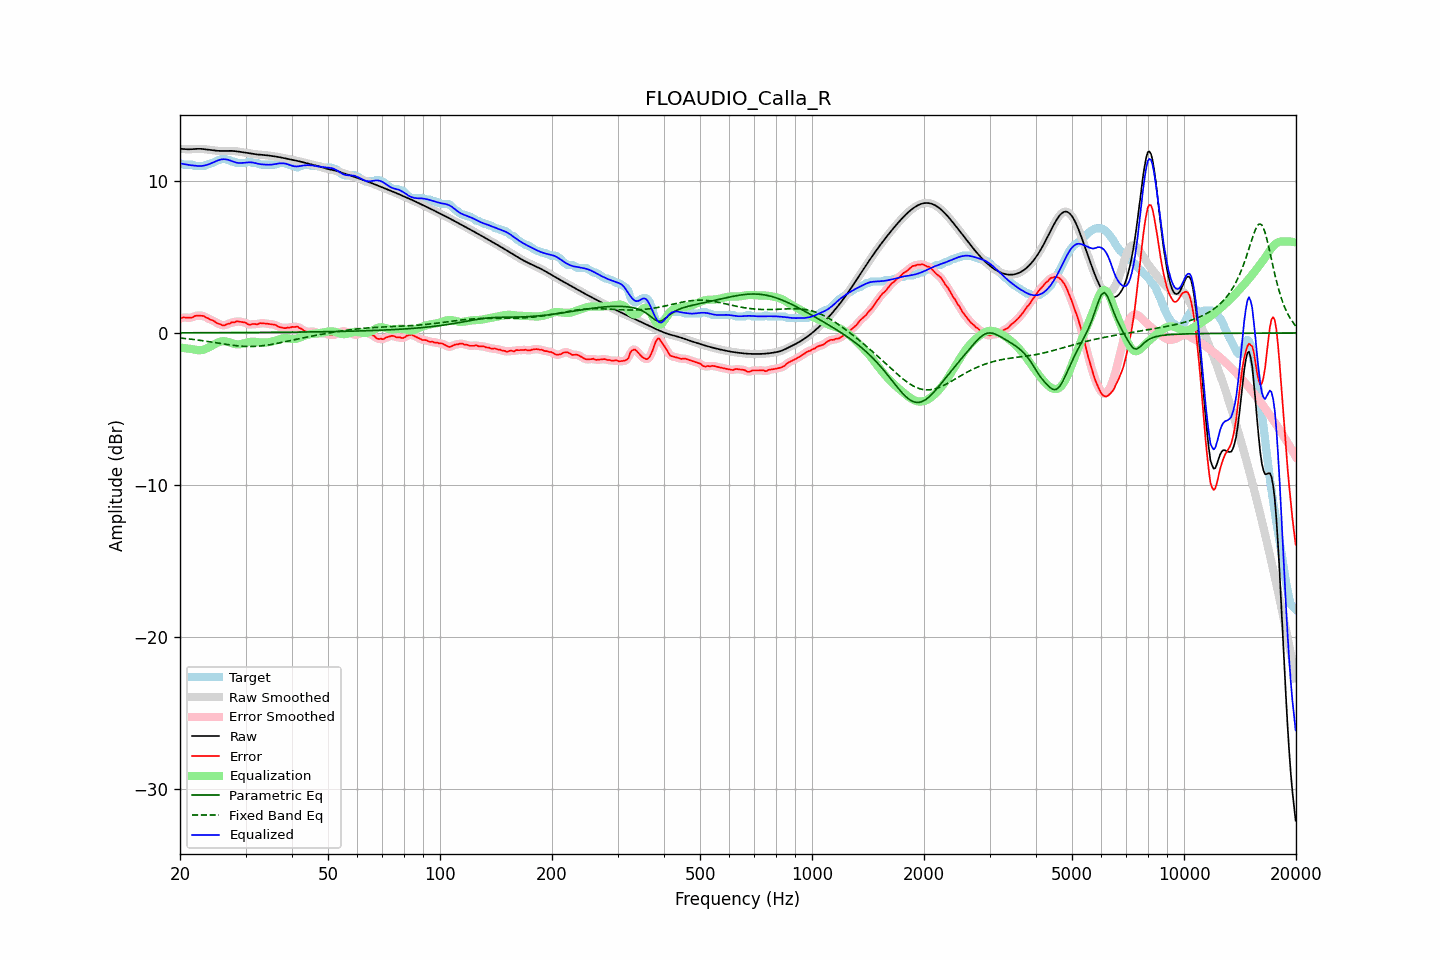 FLOAUDIO_Calla_R
Amplitude (dBr)
10
0
−10
−20
−30
Target
Raw Smoothed
Error Smoothed
Raw
Error
Equalization
Parametric Eq
Fixed Band Eq
Equalized
20 50 100 200 500 1000 2000 5000 10000 20000
Frequency (Hz)